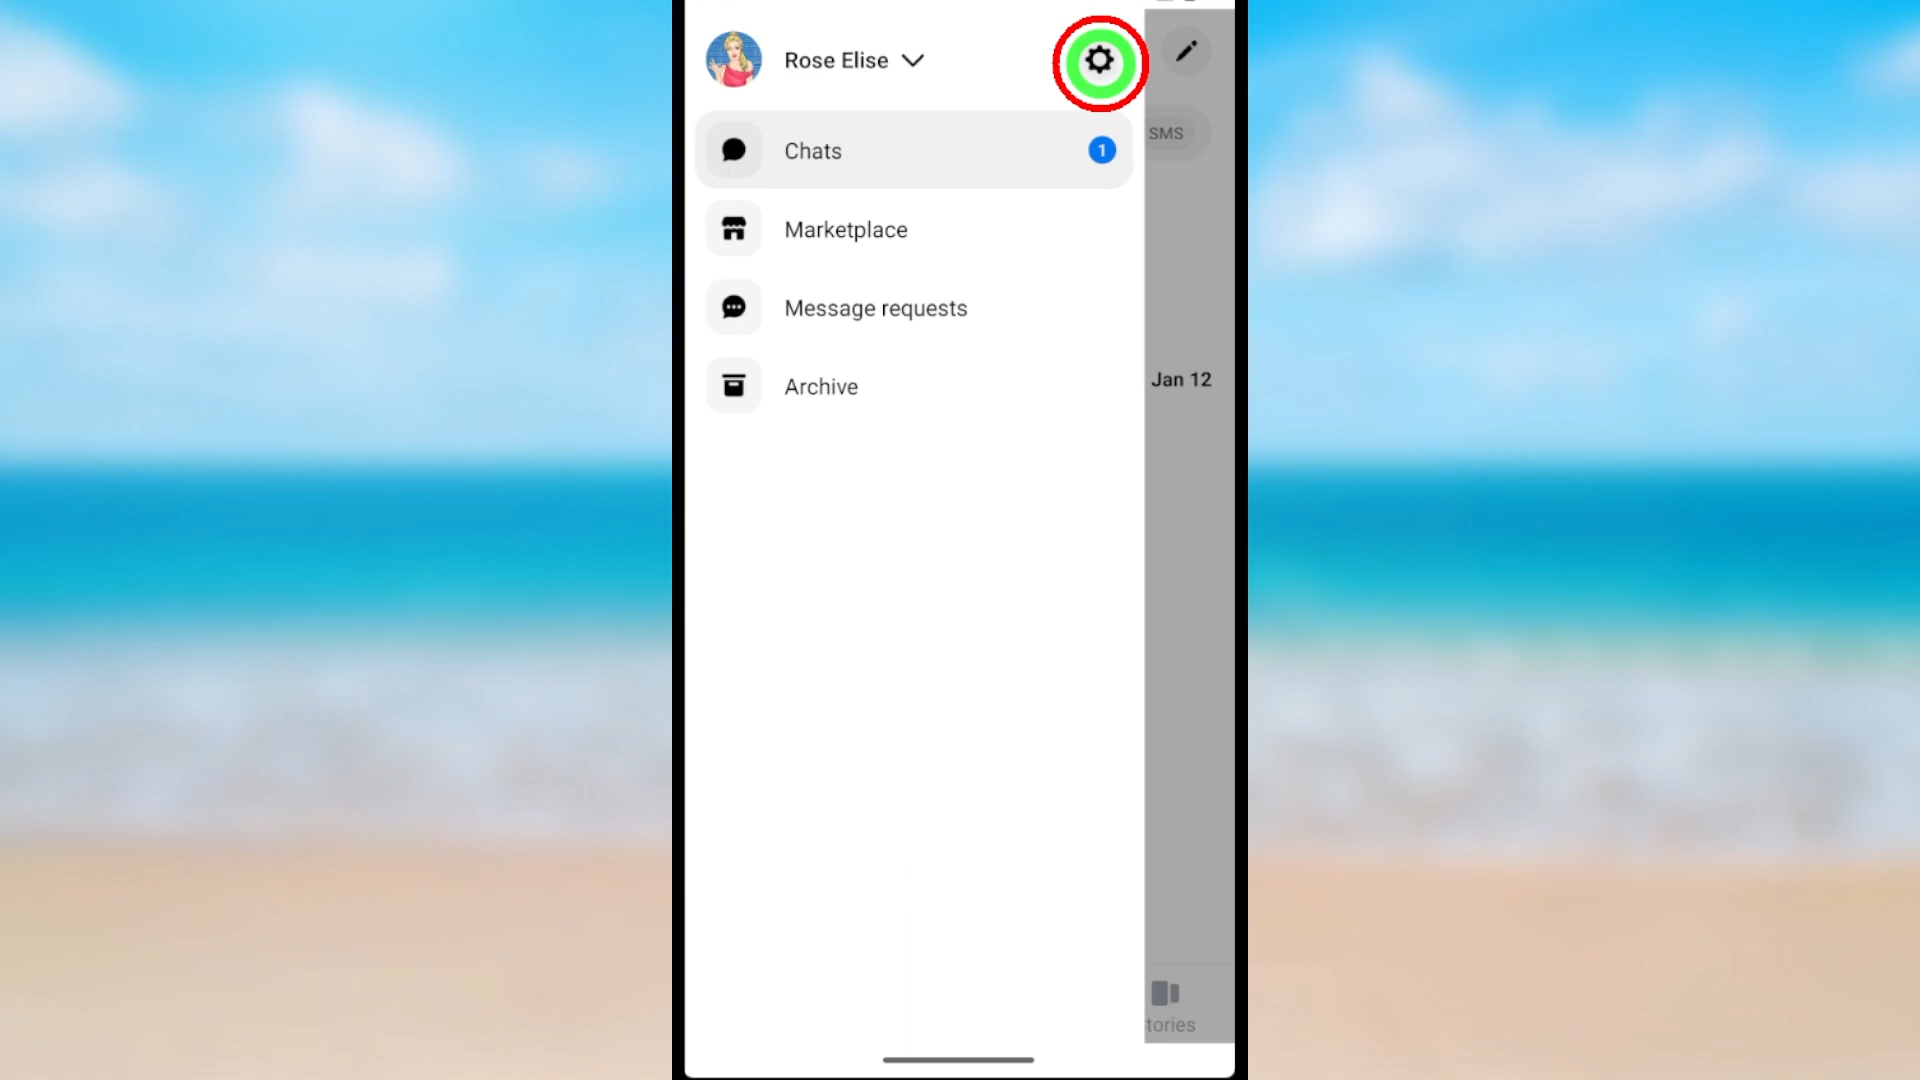 Rose Elise
SMS
Chats
1
Marketplace
Message requests
Jan 12
Archive
tories